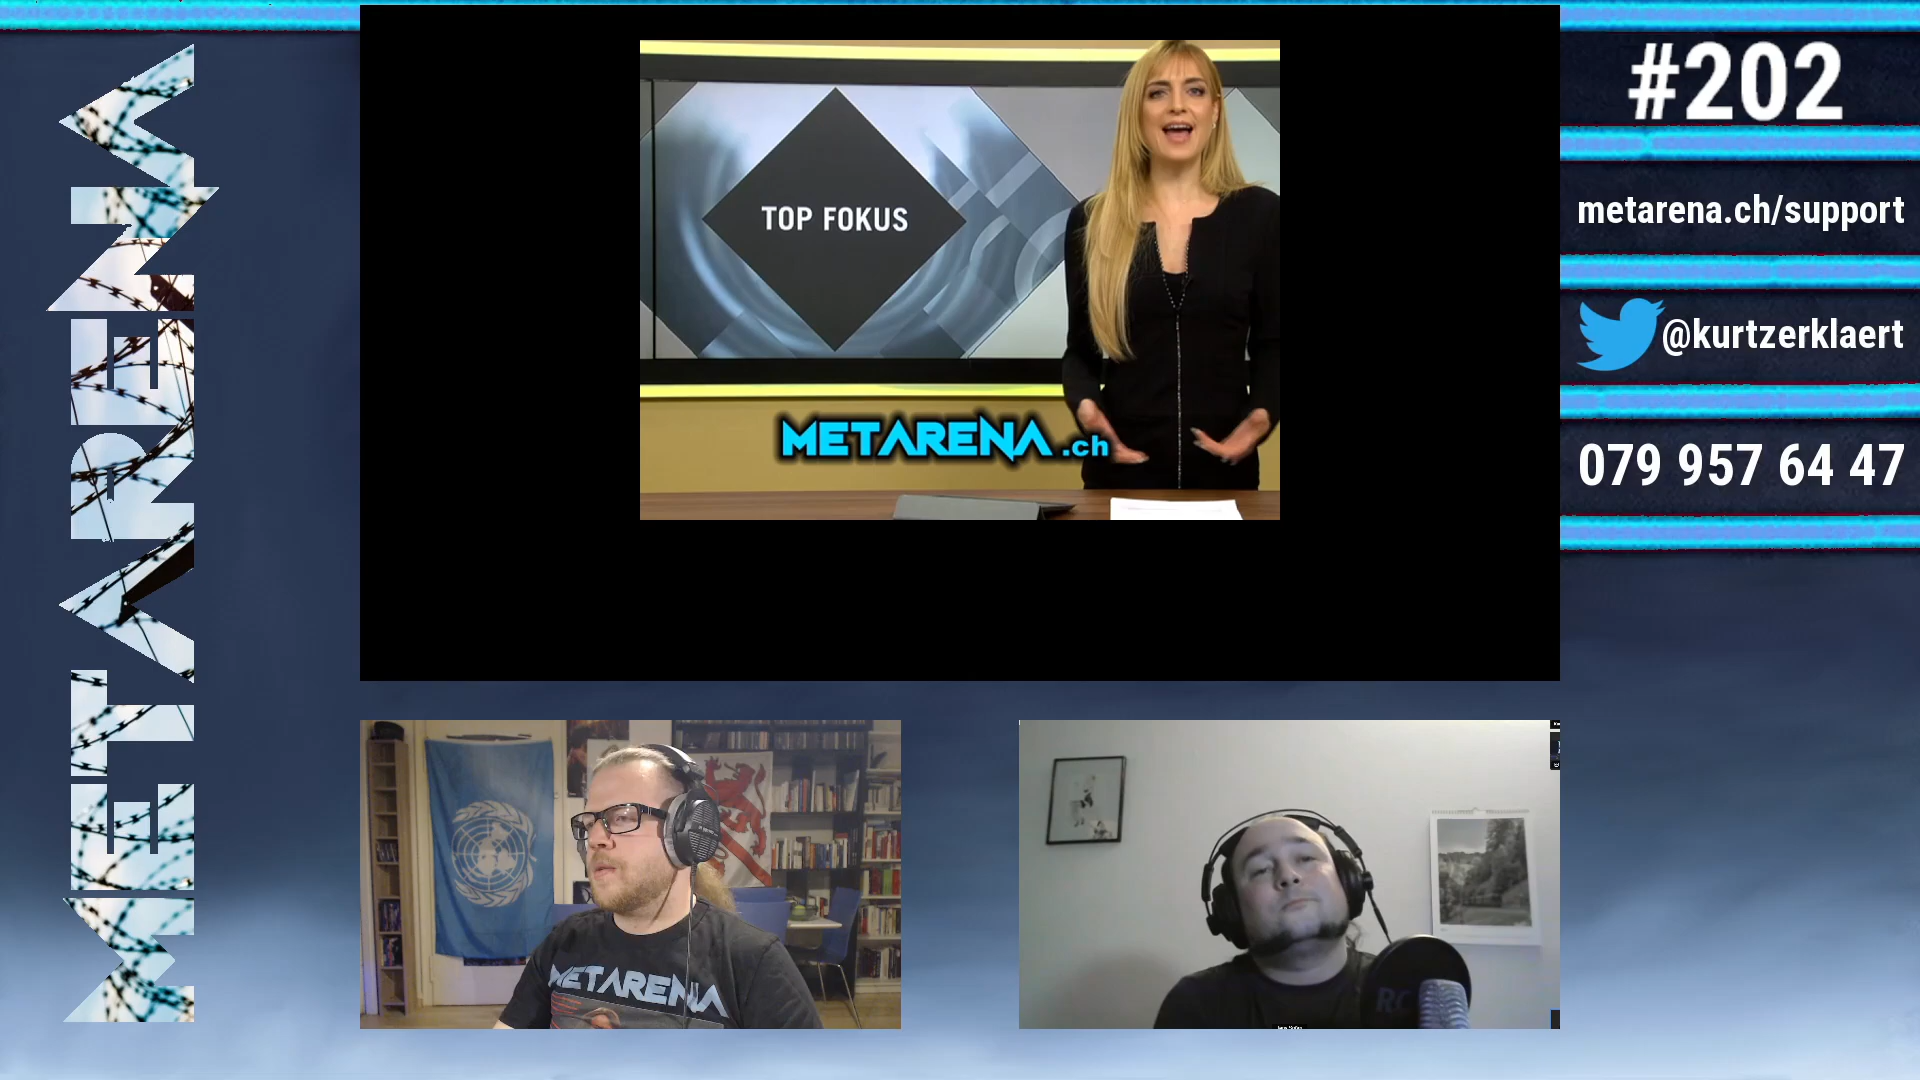 METARENA
TOP FOKUS
METARENA.ch
#202
metarena.ch/support
@kurtzerklaert
079 957 64 47
METARENA